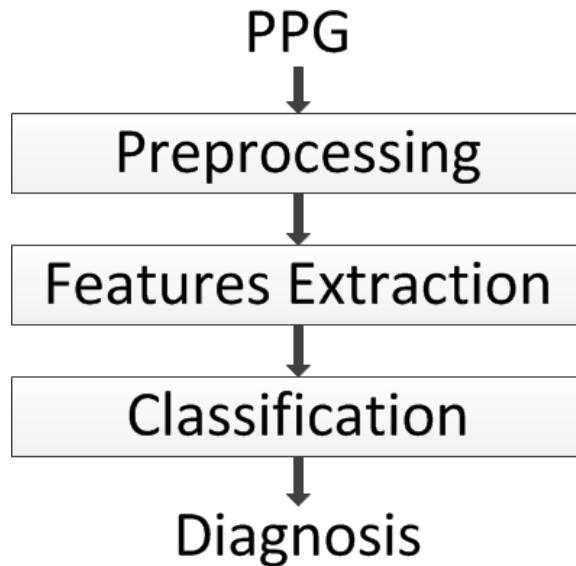 PPG
Preprocessing
Features Extraction
Classification
Diagnosis